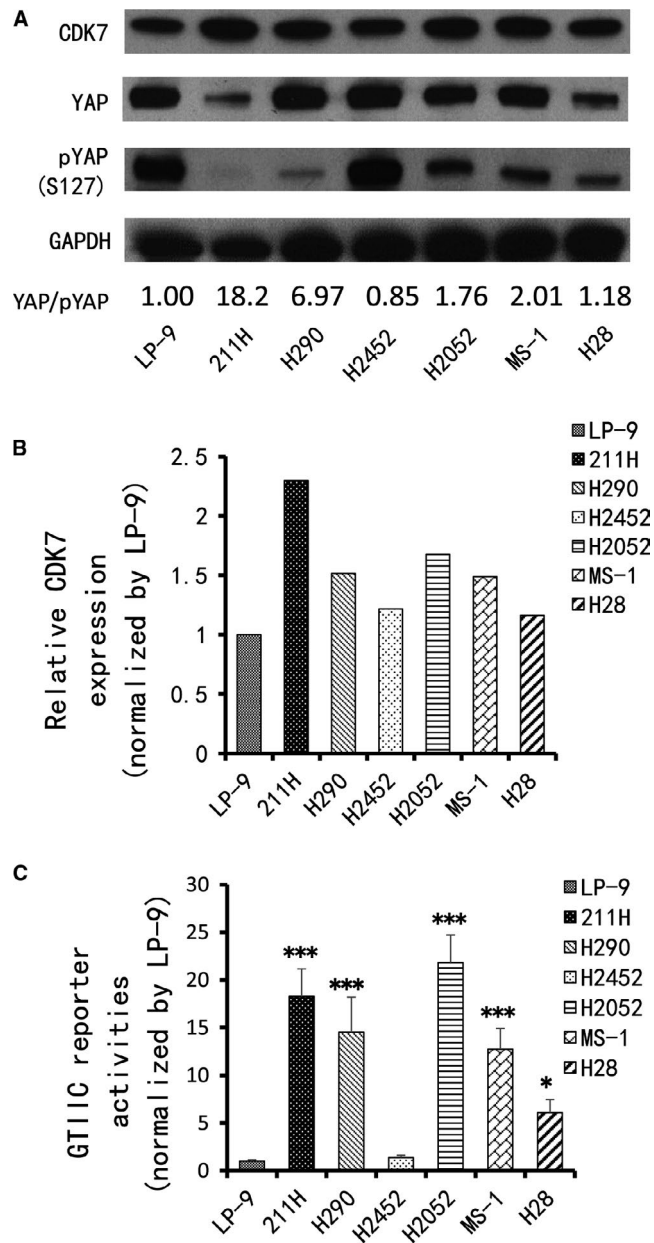 A
CDK7
YAP
pYAP
(S127)
GAPDH
YAP/pYAP 1.00 18.2 6.97 0.85 1.76 2.01 1.18
LP-9 211H H290 H2452 H2052 MS-1 H28
B
Relative CDK7
expression
(normalized by LP-9)
2.5
2
1.5
1
0.5
0
LP-9 211H H290 H2452 H2052 MS-1 H28
LP-9
211H
H290
H2452
H2052
MS-1
H28
C
GTIIC reporter
activities
(normalized by LP-9)
30
25
20
15
10
5
0
*** *** *** *** *
LP-9 211H H290 H2452 H2052 MS-1 H28
LP-9
211H
H290
H2452
H2052
MS-1
H28